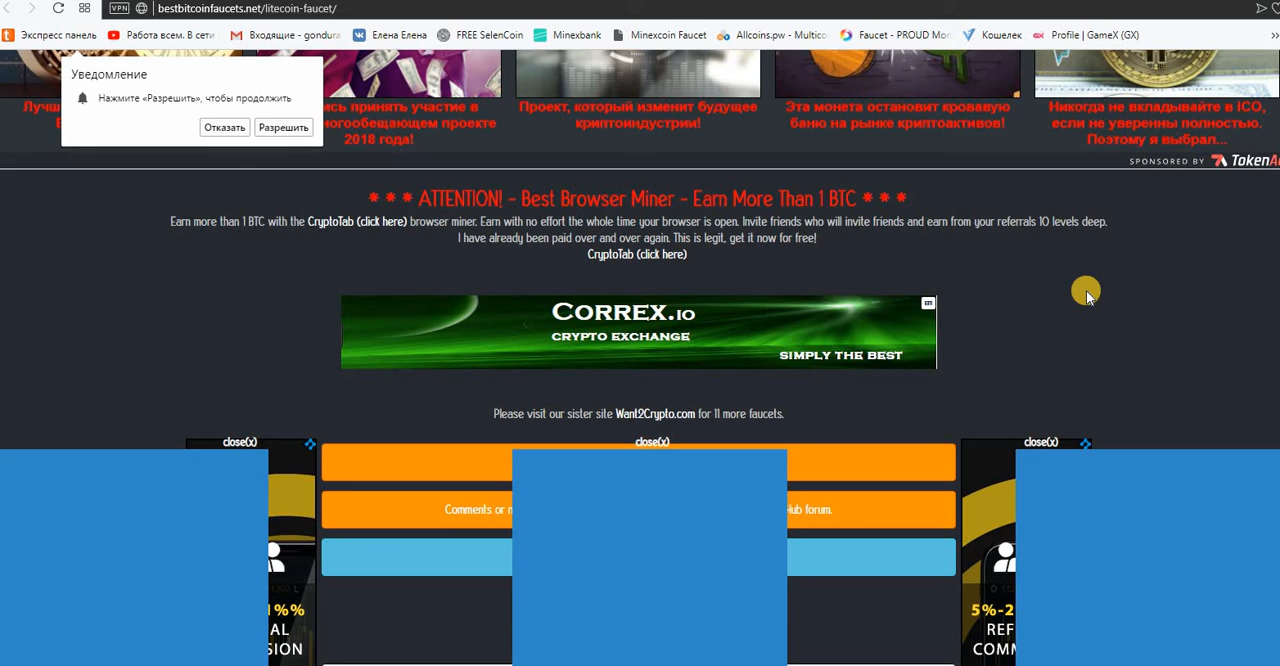 VPN
bestbitcoinfaucets.net/litecoin-faucet/
Экспресс панель
Работа всем. В сети
Входящие - gondura
Елена Елена
FREE SelenCoin
Minexbank
Minexcoin Faucet
Allcoins.pw - Multico
Faucet - PROUD Mon
Кошелек
Profile | GameX (GX)
Уведомление
Нажмите «Разрешить», чтобы продолжить
Отказать
Разрешить
принять участие в
2018 года!
Проект, который изменит будущее
криптоиндустрии!
Эта монета остановит кровавую
баню на рынке криптоактивов!
Никогда не вкладывайте в ICO,
если не уверенны полностью.
Поэтому я выбрал...
SPONSORED BY
* * * ATTENTION! - Best Browser Miner - Earn More Than 1 BTC * * *
Earn more than 1 BTC with the CryptoTab (click here) browser miner. Earn with no effort the whole time your browser is open. Invite friends who will invite friends and earn from your referrals 10 levels deep.
I have already been paid over and over again. This is legit, get it now for free!
CryptoTab (click here)
CORREX.IO
CRYPTO EXCHANGE
SIMPLY THE BEST
Please visit our sister site Want2Crypto.com for 11 more faucets.
close(x)
close(x)
close(x)
Comments or
forum.